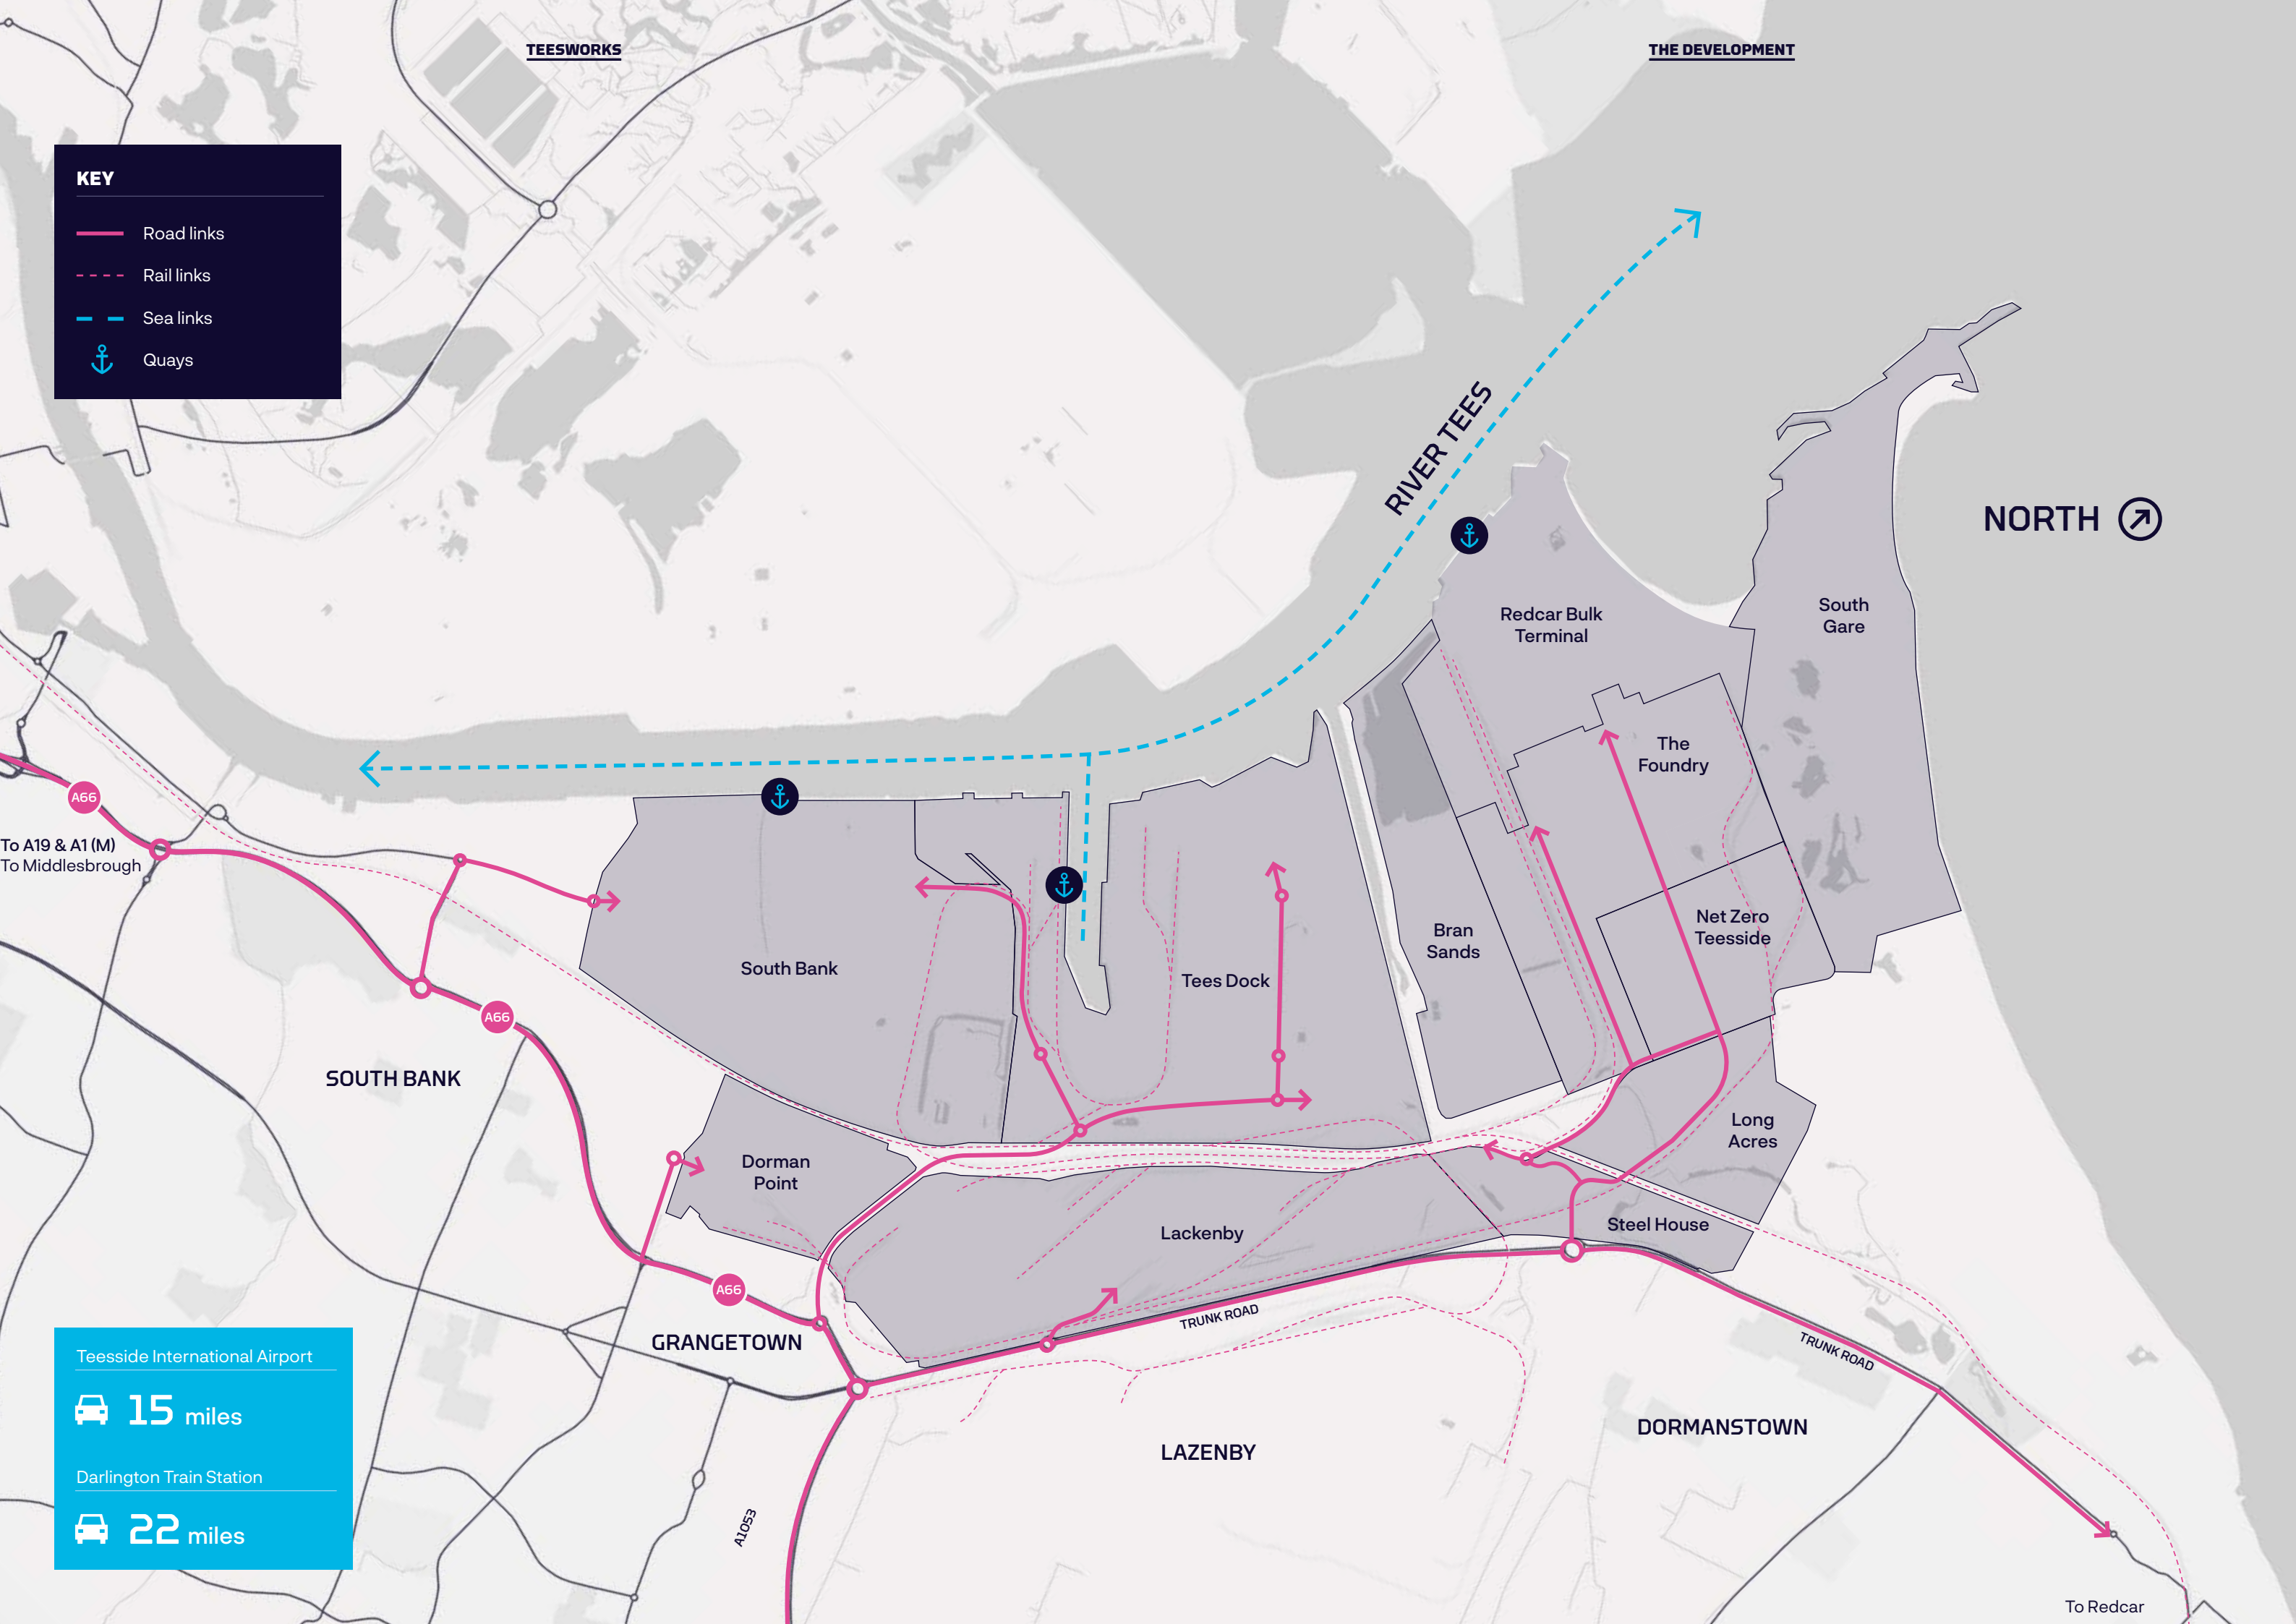 TEESWORKS
THE DEVELOPMENT
KEY
Road links
Rail links
Sea links
Quays
RIVER TEES
NORTH
Redcar Bulk
Terminal
South
Gare
The
Foundry
A66
To A19 & A1 (M)
To Middlesbrough
Net Zero
Teesside
Bran
Sands
South Bank
Tees Dock
A66
SOUTH BANK
Long
Acres
Dorman
Point
Steel House
Lackenby
A66
TRUNK ROAD
GRANGETOWN
TRUNK ROAD
Teesside International Airport
15 miles
DORMANSTOWN
LAZENBY
Darlington Train Station
22 miles
A1053
To Redcar